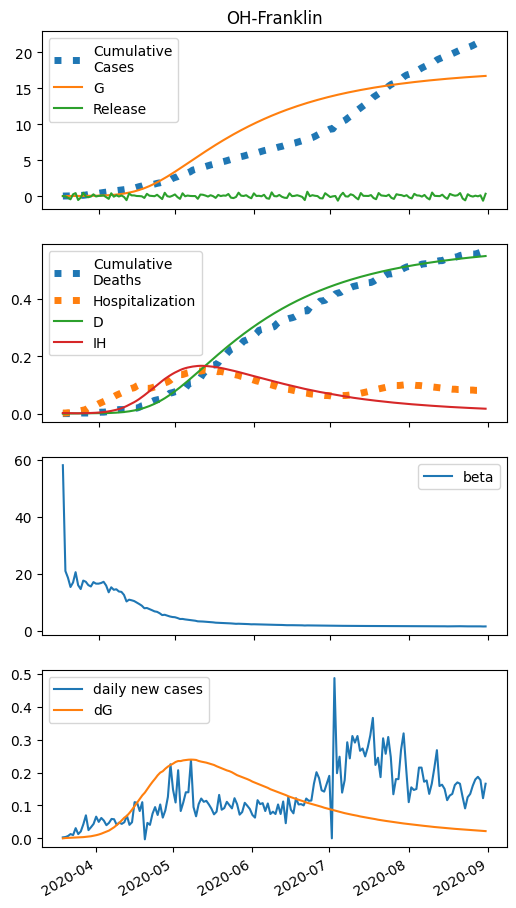 OH-Franklin
20
15
10
5
0
Cumulative
Cases
G
Release
0.4
0.2
0.0
Cumulative
Deaths
Hospitalization
D
IH
60
40
20
0
beta
0.5
0.4
0.3
0.2
0.1
0.0
daily new cases
dG
2020-04 2020-05 2020-06 2020-07 2020-08 2020-09